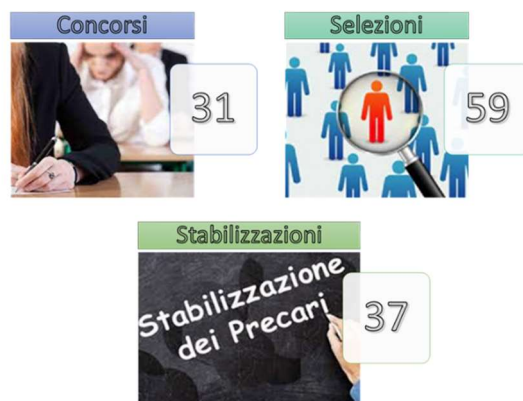 Concorsi
31
Selezioni
59
Stabilizzazioni
Stabilizzazione
dei Precari
37